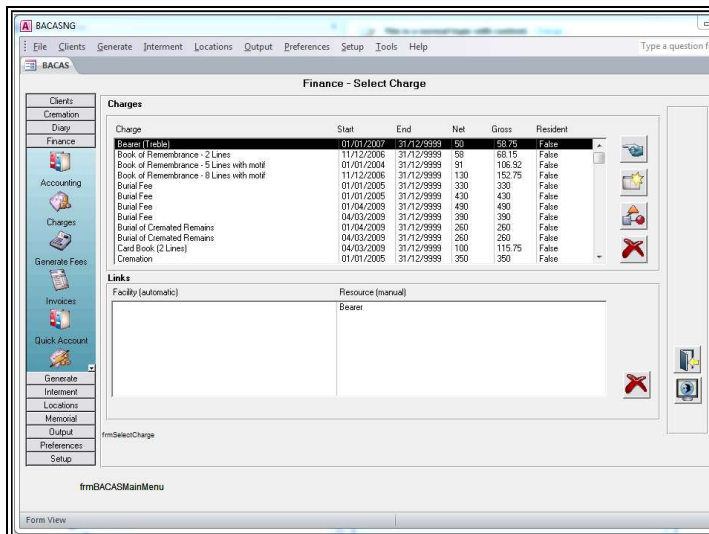 BACASNG
File Clients Generate Interment Locations Output Preferences Setup Tools Help Type a question f
BACAS
Finance - Select Charge
Clients
Cremation
Diary
Finance
Accounting
Charges
Generate Fees
Invoices
Quick Account
Generate
Interment
Locations
Memorial
Output
Preferences
Setup
Charges
Charge Start End Net Gross Resident
Bearer (Treble) 01/01/2007 31/12/9999 50 58.75 False
Book of Remembrance - 2 Lines 11/12/2006 31/12/9999 58 68.15 False
Book of Remembrance - 5 Lines with motif 01/01/2004 31/12/9999 91 106.92 False
Book of Remembrance - 8 Lines with motif 11/12/2006 31/12/9999 130 152.75 False
Burial Fee 01/01/2005 31/12/9999 330 330 False
Burial Fee 01/01/2005 31/12/9999 430 430 False
Burial Fee 01/04/2009 31/12/9999 490 490 False
Burial Fee 04/03/2009 31/12/9999 390 390 False
Burial of Cremated Remains 01/04/2009 31/12/9999 260 260 False
Burial of Cremated Remains 04/03/2009 31/12/9999 260 260 False
Card Book (2 Lines) 04/03/2009 31/12/9999 100 115.75 False
Cremation 01/01/2005 31/12/9999 350 350 False
Links
Facility (automatic) Resource (manual)
Bearer
frmSelectCharge
frmBACASMainMenu
Form View